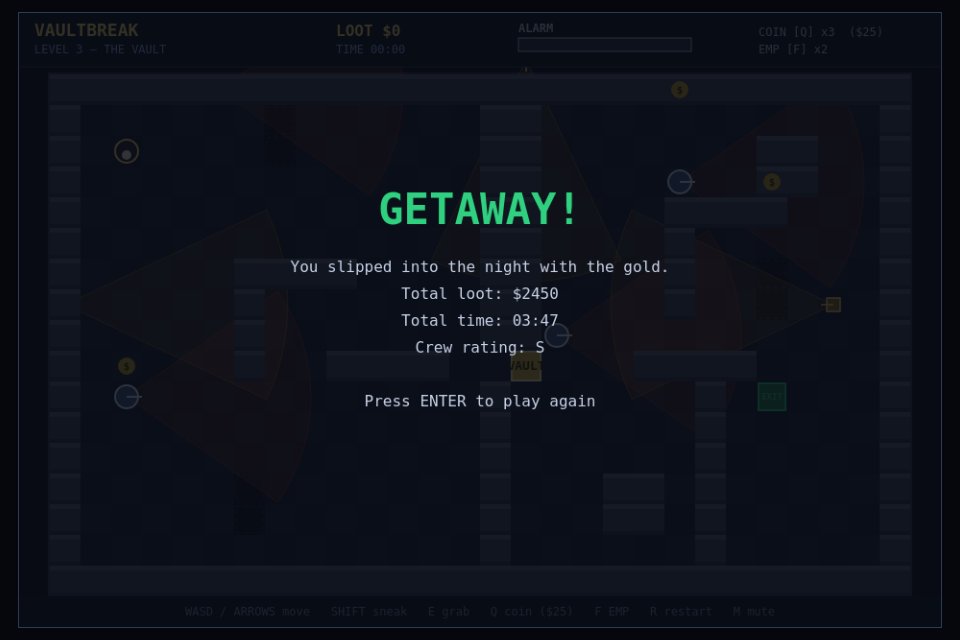 VAULTBREAK
LEVEL 3 — THE VAULT
LOOT $0
TIME 00:00
ALARM
COIN [Q] x3 ($25)
EMP [F] x2
$
$
GETAWAY!
You slipped into the night with the gold.
Total loot: $2450
Total time: 03:47
Crew rating: S
VAULT
$
EXIT
Press ENTER to play again
WASD / ARROWS move SHIFT sneak E grab Q coin ($25) F EMP R restart M mute